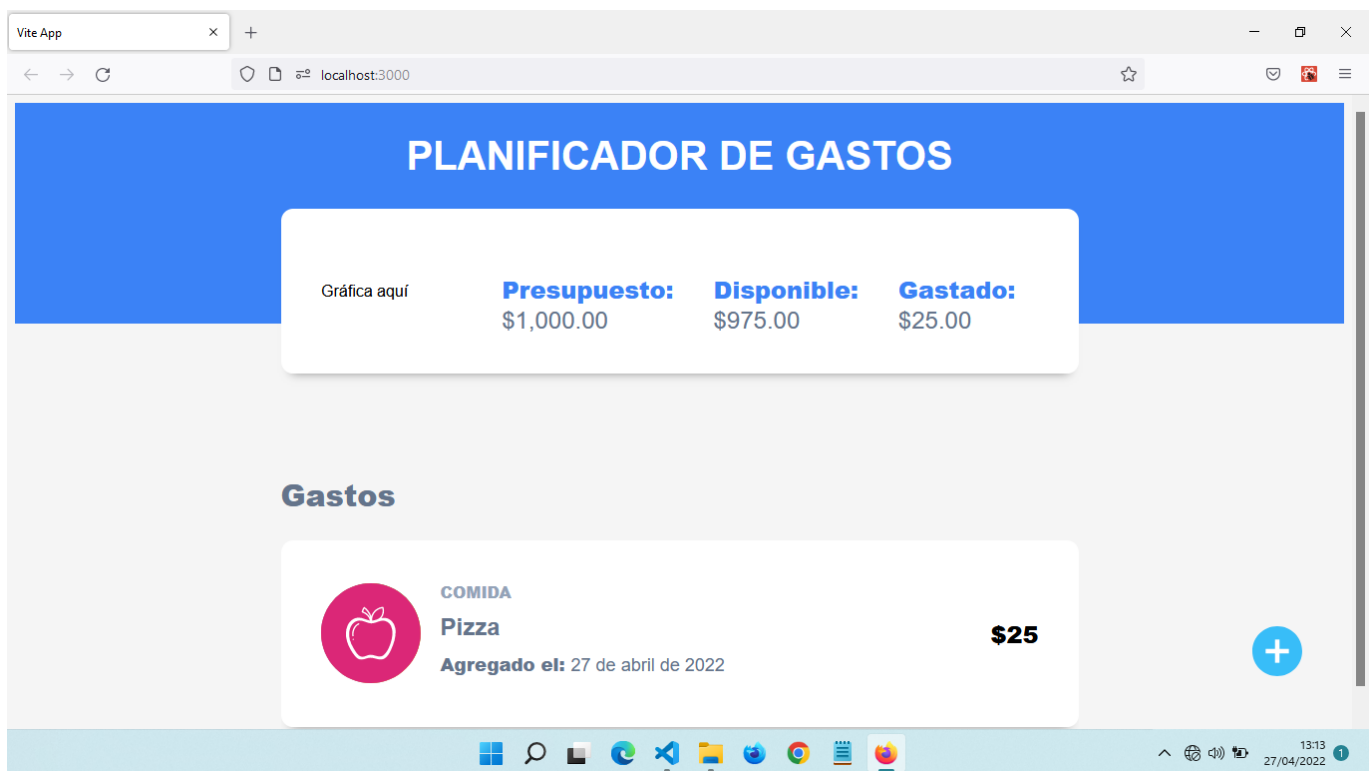 Vite App
localhost:3000
PLANIFICADOR DE GASTOS
Gráfica aquí
Presupuesto: Disponible: Gastado:
$1,000.00 $975.00 $25.00
Gastos
COMIDA
Pizza
$25
Agregado el: 27 de abril de 2022
13:13
27/04/2022
1